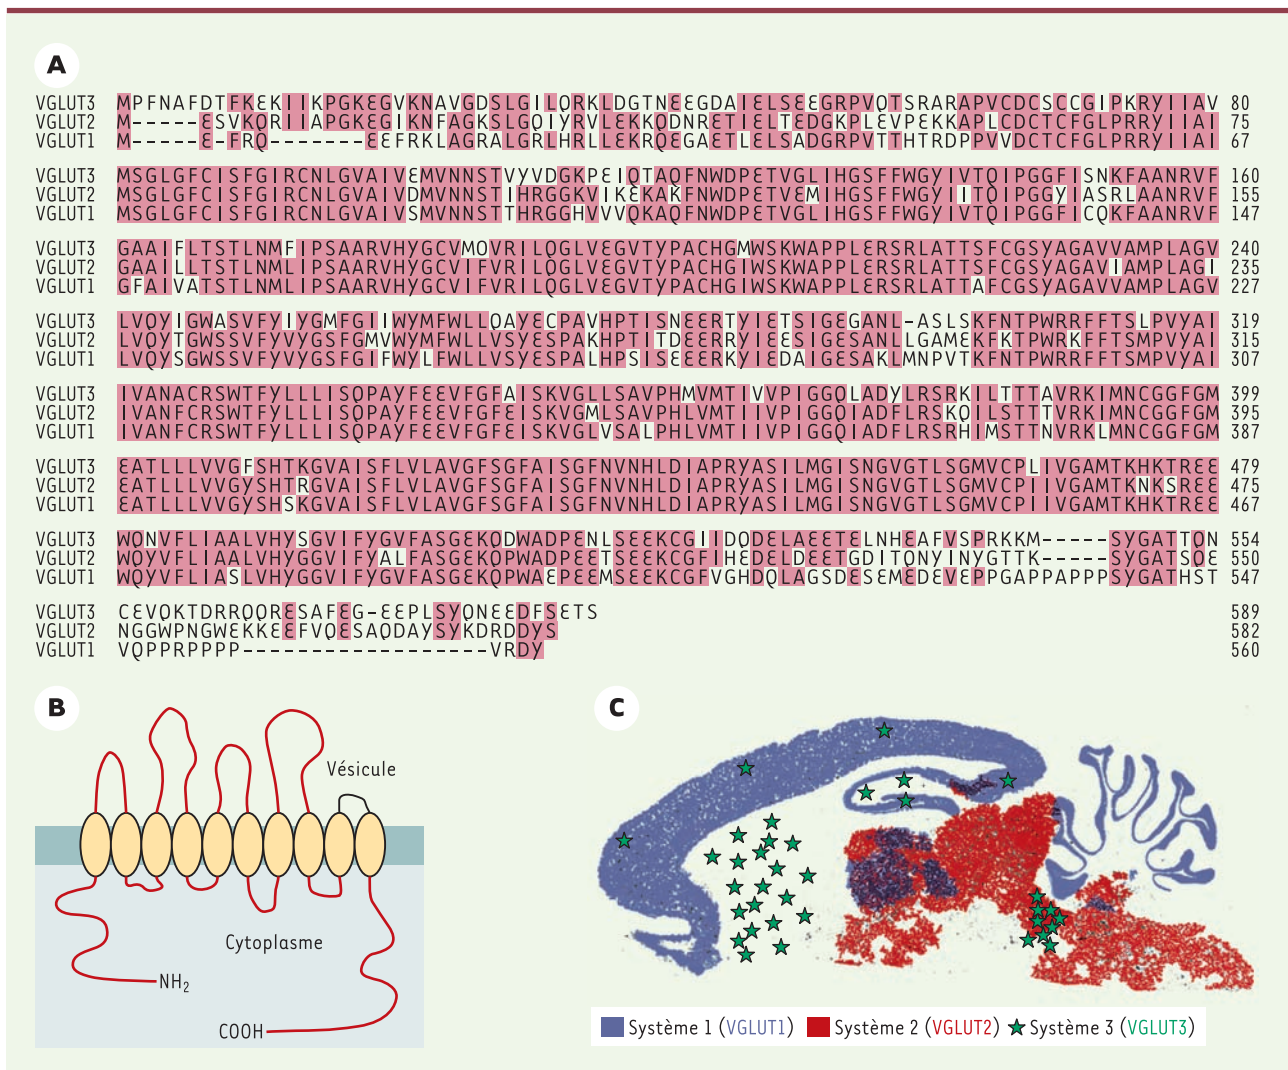 A
VGLUT3 MPFNAFDTFKEKIIKPGKEGVKNAVGDSLGILQRKLDGTNEEGDAIELSEEGRPVQTSRARAPVCDCSCCGIPKRYIIAV 80
VGLUT2 M-----ESVKQRIIAPGKEGIKNFAGKSLGQIYRVLEKKQDNRETIELTEDGKPLEVPEKKAPLCDCTCFGLPRRYIIAI 75
VGLUT1 M-----E-FRQ-------EEFRKLAGRALGRLHRLLEKRQEGAETLELSADGRPVTTHTRDPPVVDCTCFGLPRRYIIAI 67
VGLUT3 MSGLGFCISFGIRCNLGVAIVEMVNNSTVYVDGKPEIQTAQFNWDPETVGLIHGSFFWGYIVTQIPGGFISNKFAANRVF 160
VGLUT2 MSGLGFCISFGIRCNLGVAIVDMVNNSTIHRGGKVIKEKAKFNWDPETVEMIHGSFFWGYIITQIPGGYIASRLAANRVF 155
VGLUT1 MSGLGFCISFGIRCNLGVAIVSMVNNSTTHRGGHVVVQKAQFNWDPETVGLIHGSFFWGYIVTQIPGGFICQKFAANRVF 147
VGLUT3 GAAIFLTSTLNMFIPSAARVHYGCVMOVRILQGLVEGVTYPACHGMWSKWAPPLERSRLATTSFCGSYAGAVVAMPLAGV 240
VGLUT2 GAAILLTSTLNMLIPSAARVHYGCVIFVRILQGLVEGVTYPACHGIWSKWAPPLERSRLATTSFCGSYAGAVIAMPLAGI 235
VGLUT1 GFAIVATSTLNMLIPSAARVHYGCVIFVRILQGLVEGVTYPACHGIWSKWAPPLERSRLATTAFCGSYAGAVVAMPLAGV 227
VGLUT3 LVQYIGWASVFYIYGMFGIIWYMFWLLQAYECPAVHPTISNEERTYIETSIGEGANL-ASLSKFNTPWRRFFTSLPVYAI 319
VGLUT2 LVQYTGWSSVFYVYGSFGMVWYMFWLLVSYESPAKHPTITDEERRYIEESIGESANLLGAMEKFKTPWRKFFTSMPVYAI 315
VGLUT1 LVQYSGWSSVFYVYGSFGIFWYLFWLLVSYESPALHPSISEEERKYIEDAIGESAKLMNPVTKFNTPWRRFFTSMPVYAI 307
VGLUT3 IVANACRSWTFYLLLISQPAYFEEVFGFAISKVGLLSAVPHMVMTIVVPIGGQLADYLRSRKILTTTAVRKIMNCGGFGM 399
VGLUT2 IVANFCRSWTFYLLLISQPAYFEEVFGFEISKVGMLSAVPHLVMTIIVPIGGQIADFLRSKQILSTTTVRKIMNCGGFGM 395
VGLUT1 IVANFCRSWTFYLLLISQPAYFEEVFGFEISKVGLVSALPHLVMTIIVPIGGQIADFLRSRHIMSTTNVRKLMNCGGFGM 387
VGLUT3 EATLLLVVGFSHTKGVAISFLVLAVGFSGFAISGFNVNHLDIAPRYASILMGISNGVGTLSGMVCPLIVGAMTKHKTREE 479
VGLUT2 EATLLLVVGYSHTRGVAISFLVLAVGFSGFAISGFNVNHLDIAPRYASILMGISNGVGTLSGMVCPIIVGAMTKNKSREE 475
VGLUT1 EATLLLVVGYSHSKGVAISFLVLAVGFSGFAISGFNVNHLDIAPRYASILMGISNGVGTLSGMVCPIIVGAMTKHKTREE 467
VGLUT3 WQNVFLIAALVHYSGVIFYGVFASGEKQDWADPENLSEEKCGIIDQDELAEETELNHEAFVSPRKKM-----SYGATTQN 554
VGLUT2 WQYVFLIAALVHYGGVIFYALFASGEKQPWADPEETSEEKCGFIHEDELDEETGDITQNYINYGTTK-----SYGATSQE 550
VGLUT1 WQYVFLIASLVHYGGVIFYGVFASGEKQPWAEPEEMSEEKCGFVGHDQLAGSDESEMEDEVEPPGAPPAPPPSYGATHST 547
VGLUT3 CEVQKTDRRQQRESAFEG-EEPLSYQNEEDFSETS 589
VGLUT2 NGGWPNGWEKKEEFVQESAQDAYSYKDRDDYS 582
VGLUT1 VQPPRPPPP------------------VRDY 560
B
Vésicule
Cytoplasme
NH2
COOH
C
Système 1 (VGLUT1) Système 2 (VGLUT2) Système 3 (VGLUT3)